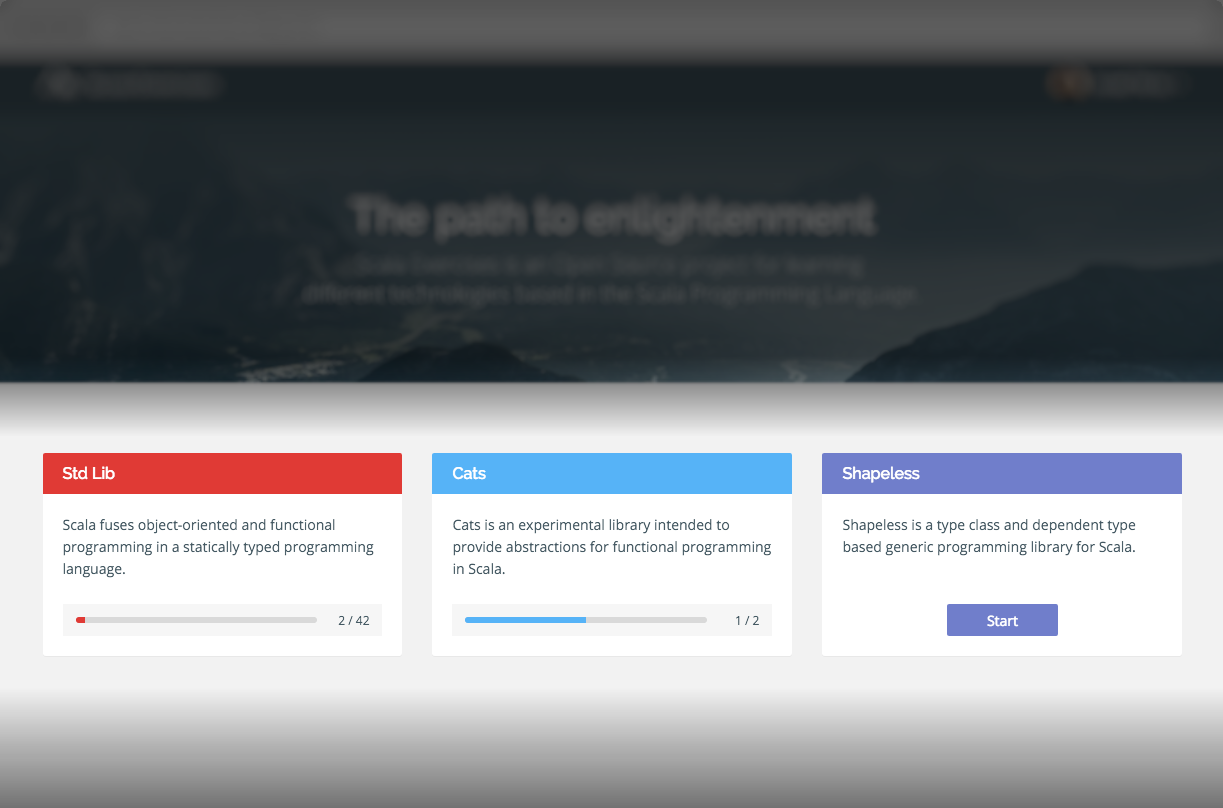 The path to enlightenment
Scala Exercises is an Open Source project for learning
different technologies based in the Scala Programming Language.
Std Lib
Cats
Shapeless
Scala fuses object-oriented and functional
programming in a statically typed programming
language.
Cats is an experimental library intended to
provide abstractions for functional programming
in Scala.
Shapeless is a type class and dependent type
based generic programming library for Scala.
2 / 42
1 / 2
Start